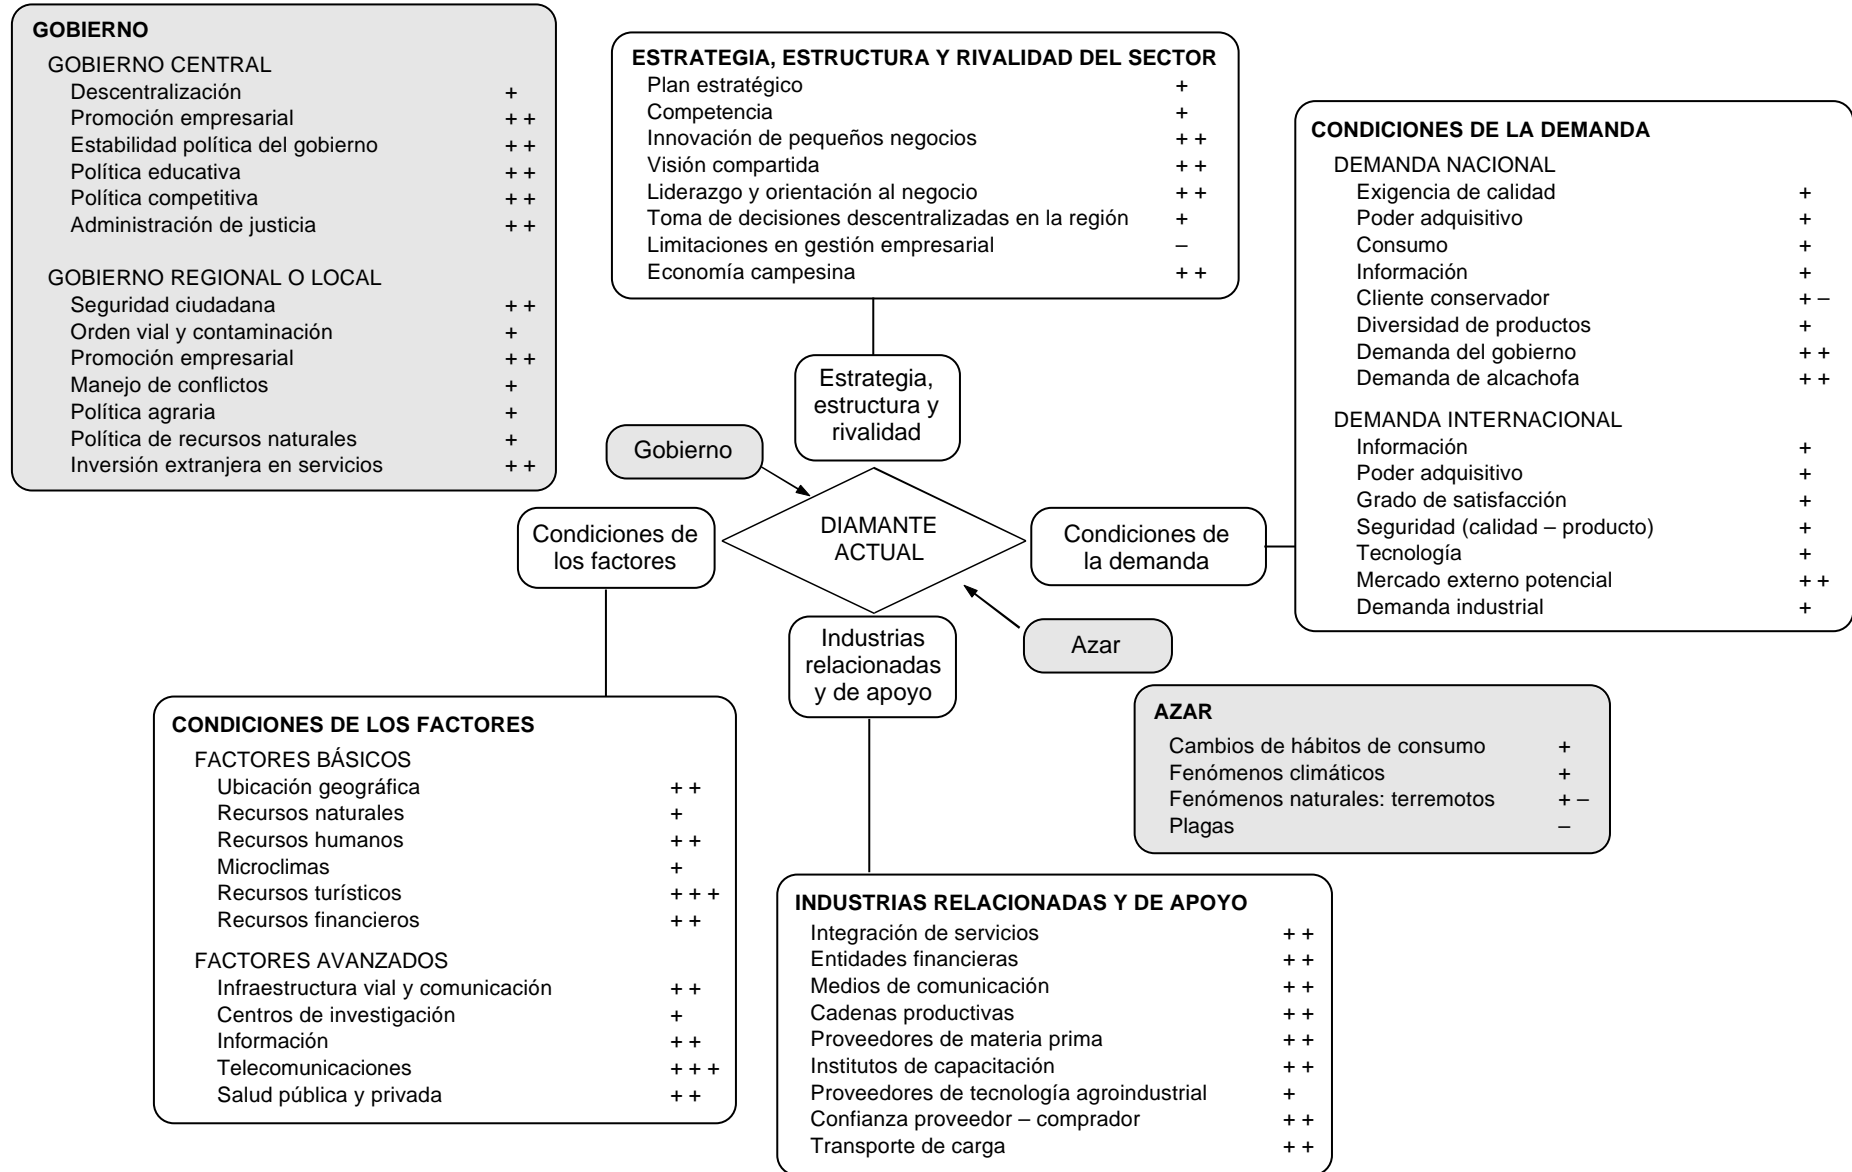 GOBIERNO
GOBIERNO CENTRAL
Descentralización +
Promoción empresarial + +
Estabilidad política del gobierno + +
Política educativa + +
Política competitiva + +
Administración de justicia + +
GOBIERNO REGIONAL O LOCAL
Seguridad ciudadana + +
Orden vial y contaminación +
Promoción empresarial + +
Manejo de conflictos +
Política agraria +
Política de recursos naturales +
Inversión extranjera en servicios + +
ESTRATEGIA, ESTRUCTURA Y RIVALIDAD DEL SECTOR
Plan estratégico +
Competencia +
Innovación de pequeños negocios + +
Visión compartida + +
Liderazgo y orientación al negocio + +
Toma de decisiones descentralizadas en la región +
Limitaciones en gestión empresarial –
Economía campesina + +
CONDICIONES DE LA DEMANDA
DEMANDA NACIONAL
Exigencia de calidad +
Poder adquisitivo +
Consumo +
Información +
Cliente conservador + –
Diversidad de productos +
Demanda del gobierno + +
Demanda de alcachofa + +
DEMANDA INTERNACIONAL
Información +
Poder adquisitivo +
Grado de satisfacción +
Seguridad (calidad – producto) +
Tecnología +
Mercado externo potencial + +
Demanda industrial +
Estrategia,
estructura y
rivalidad
Gobierno
Condiciones de
los factores
DIAMANTE
ACTUAL
Condiciones de
la demanda
Industrias
relacionadas
y de apoyo
Azar
CONDICIONES DE LOS FACTORES
FACTORES BÁSICOS
Ubicación geográfica + +
Recursos naturales +
Recursos humanos + +
Microclimas +
Recursos turísticos + + +
Recursos financieros + +
FACTORES AVANZADOS
Infraestructura vial y comunicación + +
Centros de investigación +
Información + +
Telecomunicaciones + + +
Salud pública y privada + +
AZAR
Cambios de hábitos de consumo +
Fenómenos climáticos +
Fenómenos naturales: terremotos + –
Plagas –
INDUSTRIAS RELACIONADAS Y DE APOYO
Integración de servicios + +
Entidades financieras + +
Medios de comunicación + +
Cadenas productivas + +
Proveedores de materia prima + +
Institutos de capacitación + +
Proveedores de tecnología agroindustrial +
Confianza proveedor – comprador + +
Transporte de carga + +